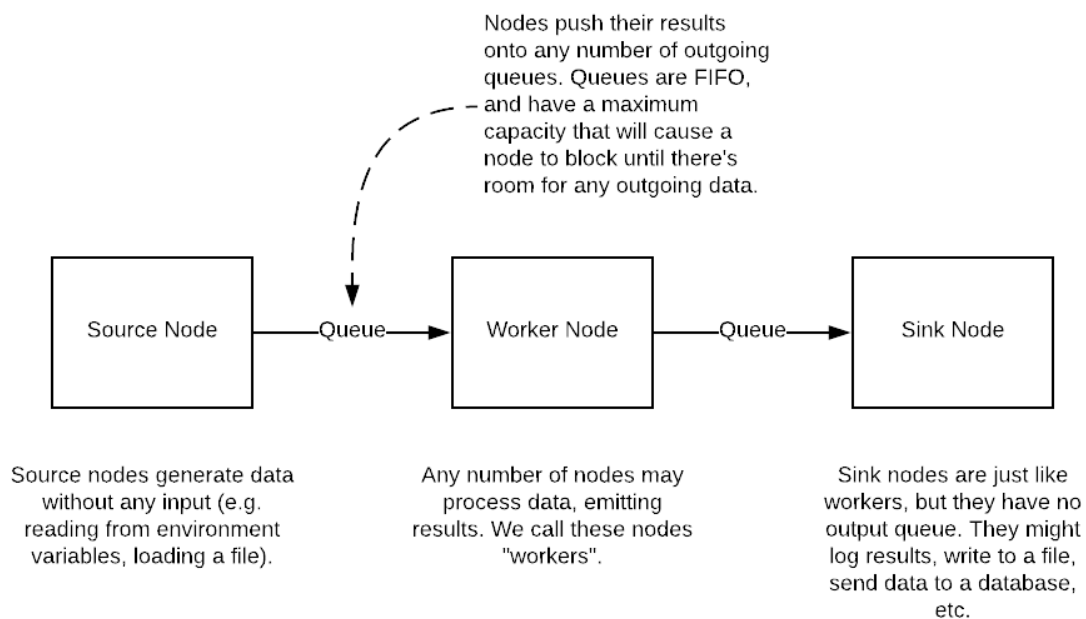 Nodes push their results
onto any number of outgoing
queues. Queues are FIFO,
and have a maximum
capacity that will cause a
node to block until there's
room for any outgoing data.
Source Node
Queue
Worker Node
Queue
Sink Node
Source nodes generate data
without any input (e.g.
reading from environment
variables, loading a file).
Any number of nodes may
process data, emitting
results. We call these nodes
"workers".
Sink nodes are just like
workers, but they have no
output queue. They might
log results, write to a file,
send data to a database,
etc.